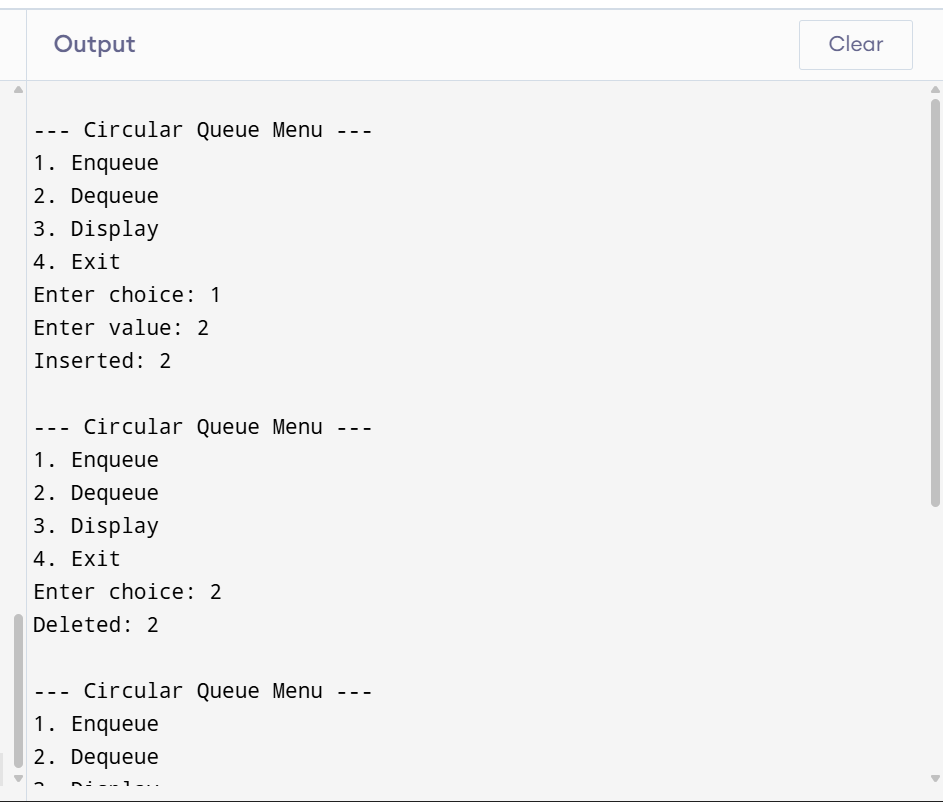 Output
Clear
--- Circular Queue Menu ---
1. Enqueue
2. Dequeue
3. Display
4. Exit
Enter choice: 1
Enter value: 2
Inserted: 2
--- Circular Queue Menu ---
1. Enqueue
2. Dequeue
3. Display
4. Exit
Enter choice: 2
Deleted: 2
--- Circular Queue Menu ---
1. Enqueue
2. Dequeue
3. Display